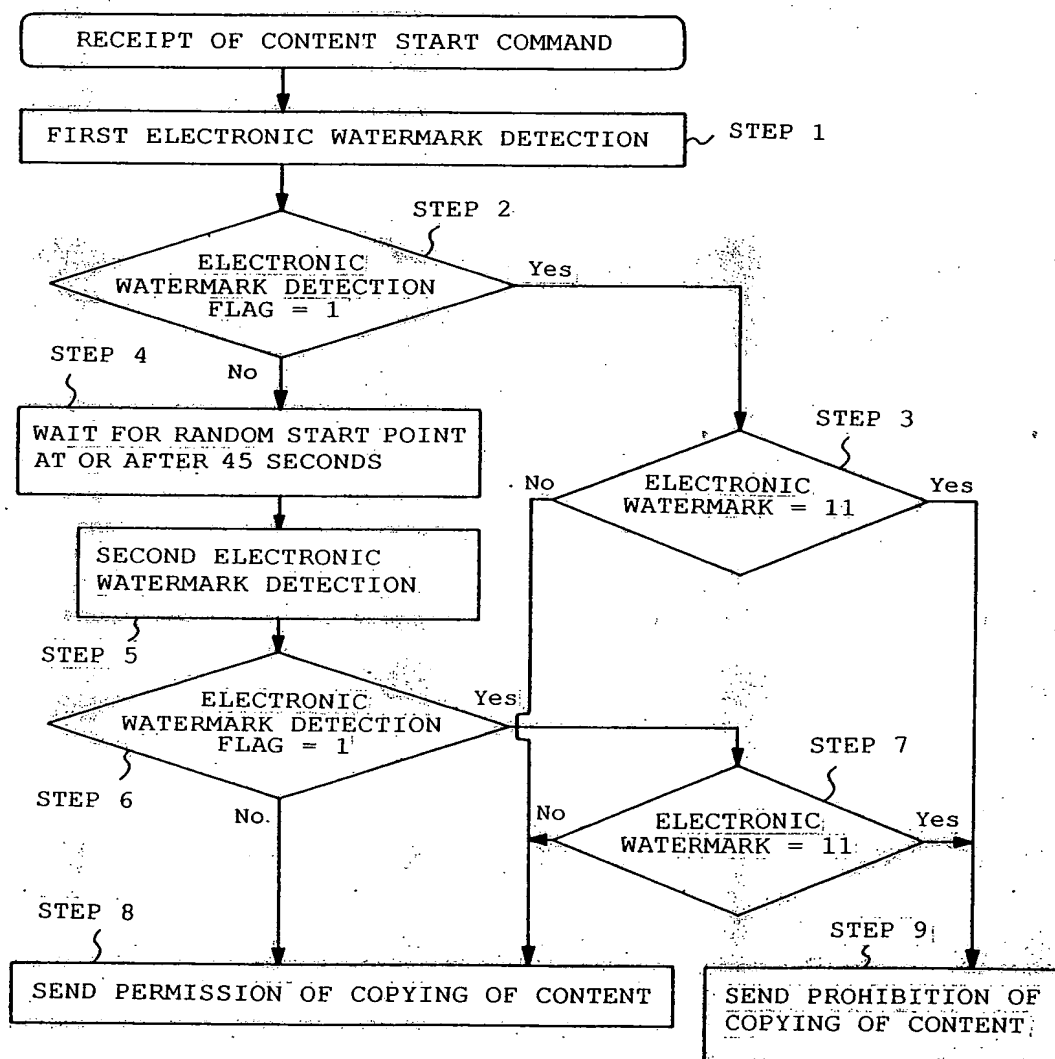 RECEIPT OF CONTENT START COMMAND
FIRST ELECTRONIC WATERMARK DETECTION
STEP 1
STEP 2
ELECTRONIC
WATERMARK DETECTION
FLAG = 1
Yes
No
STEP 4
WAIT FOR RANDOM START POINT
AT OR AFTER 45 SECONDS
STEP 3
ELECTRONIC
WATERMARK = 11
No
Yes
SECOND ELECTRONIC
WATERMARK DETECTION
STEP 5
ELECTRONIC
WATERMARK DETECTION
FLAG = 1
Yes
STEP 6
No
STEP 7
ELECTRONIC
WATERMARK = 11
No
Yes
STEP 8
SEND PERMISSION OF COPYING OF CONTENT
STEP 9
SEND PROHIBITION OF
COPYING OF CONTENT